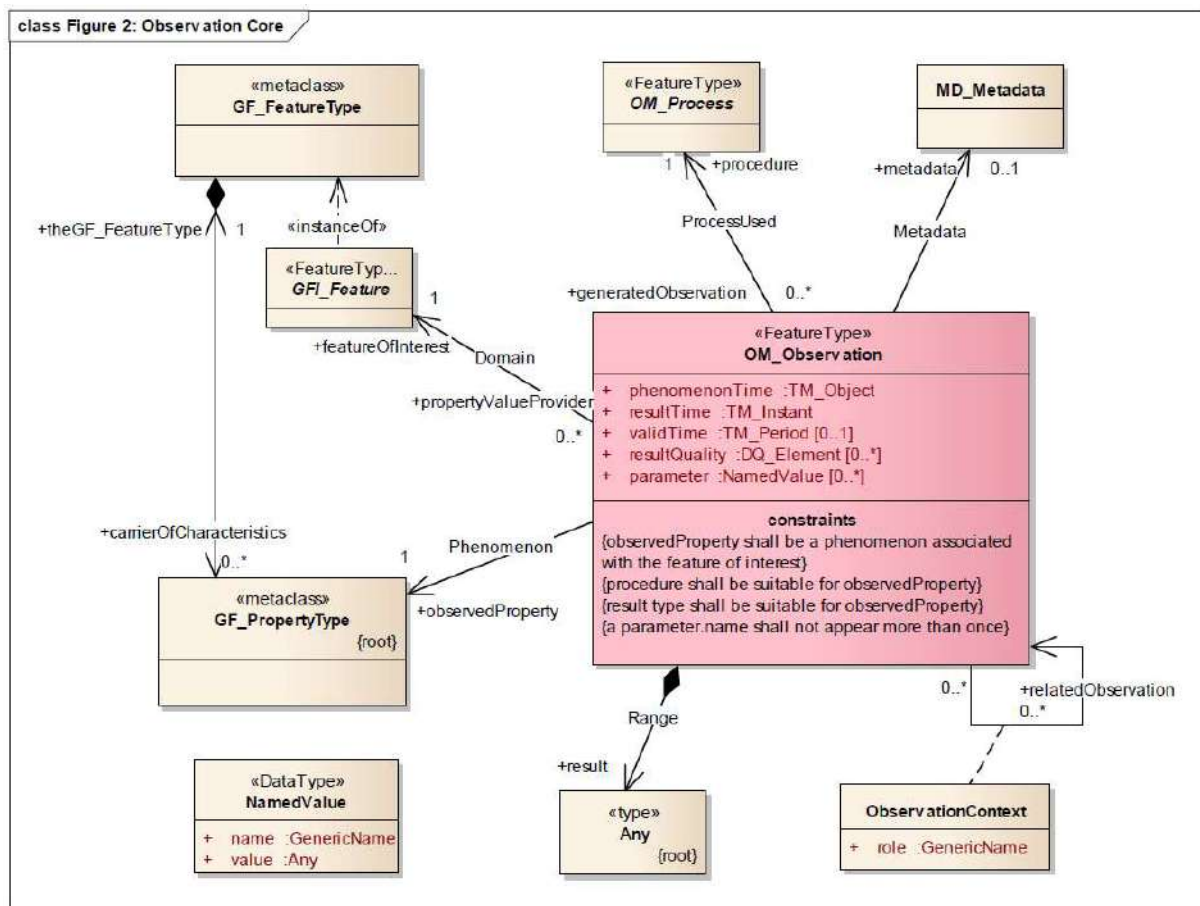 class Figure 2: Observation Core
«metaclass»
GF_FeatureType
«FeatureType»
OM_Process
MD_Metadata
1
+procedure
+metadata
0..1
+theGF_FeatureType
1
«instanceOf»
ProcessUsed
Metadata
«FeatureTyp...
GFI_Feature
1
+generatedObservation
0..*
+featureOfInterest
Domain
+propertyValueProvider
0..*
«FeatureType»
OM_Observation
+ phenomenonTime :TM_Object
+ resultTime :TM_Instant
+ validTime :TM_Period [0..1]
+ resultQuality :DQ_Element [0..*]
+ parameter :NamedValue [0..*]
constraints
{observedProperty shall be a phenomenon associated
with the feature of interest}
{procedure shall be suitable for observedProperty}
{result type shall be suitable for observedProperty}
{a parameter.name shall not appear more than once}
+carrierOfCharacteristics
0..*
Phenomenon
1
+observedProperty
«metaclass»
GF_PropertyType
{root}
0..*
+relatedObservation
0..*
Range
+result
«DataType»
NamedValue
+ name :GenericName
+ value :Any
«type»
Any
{root}
ObservationContext
+ role :GenericName